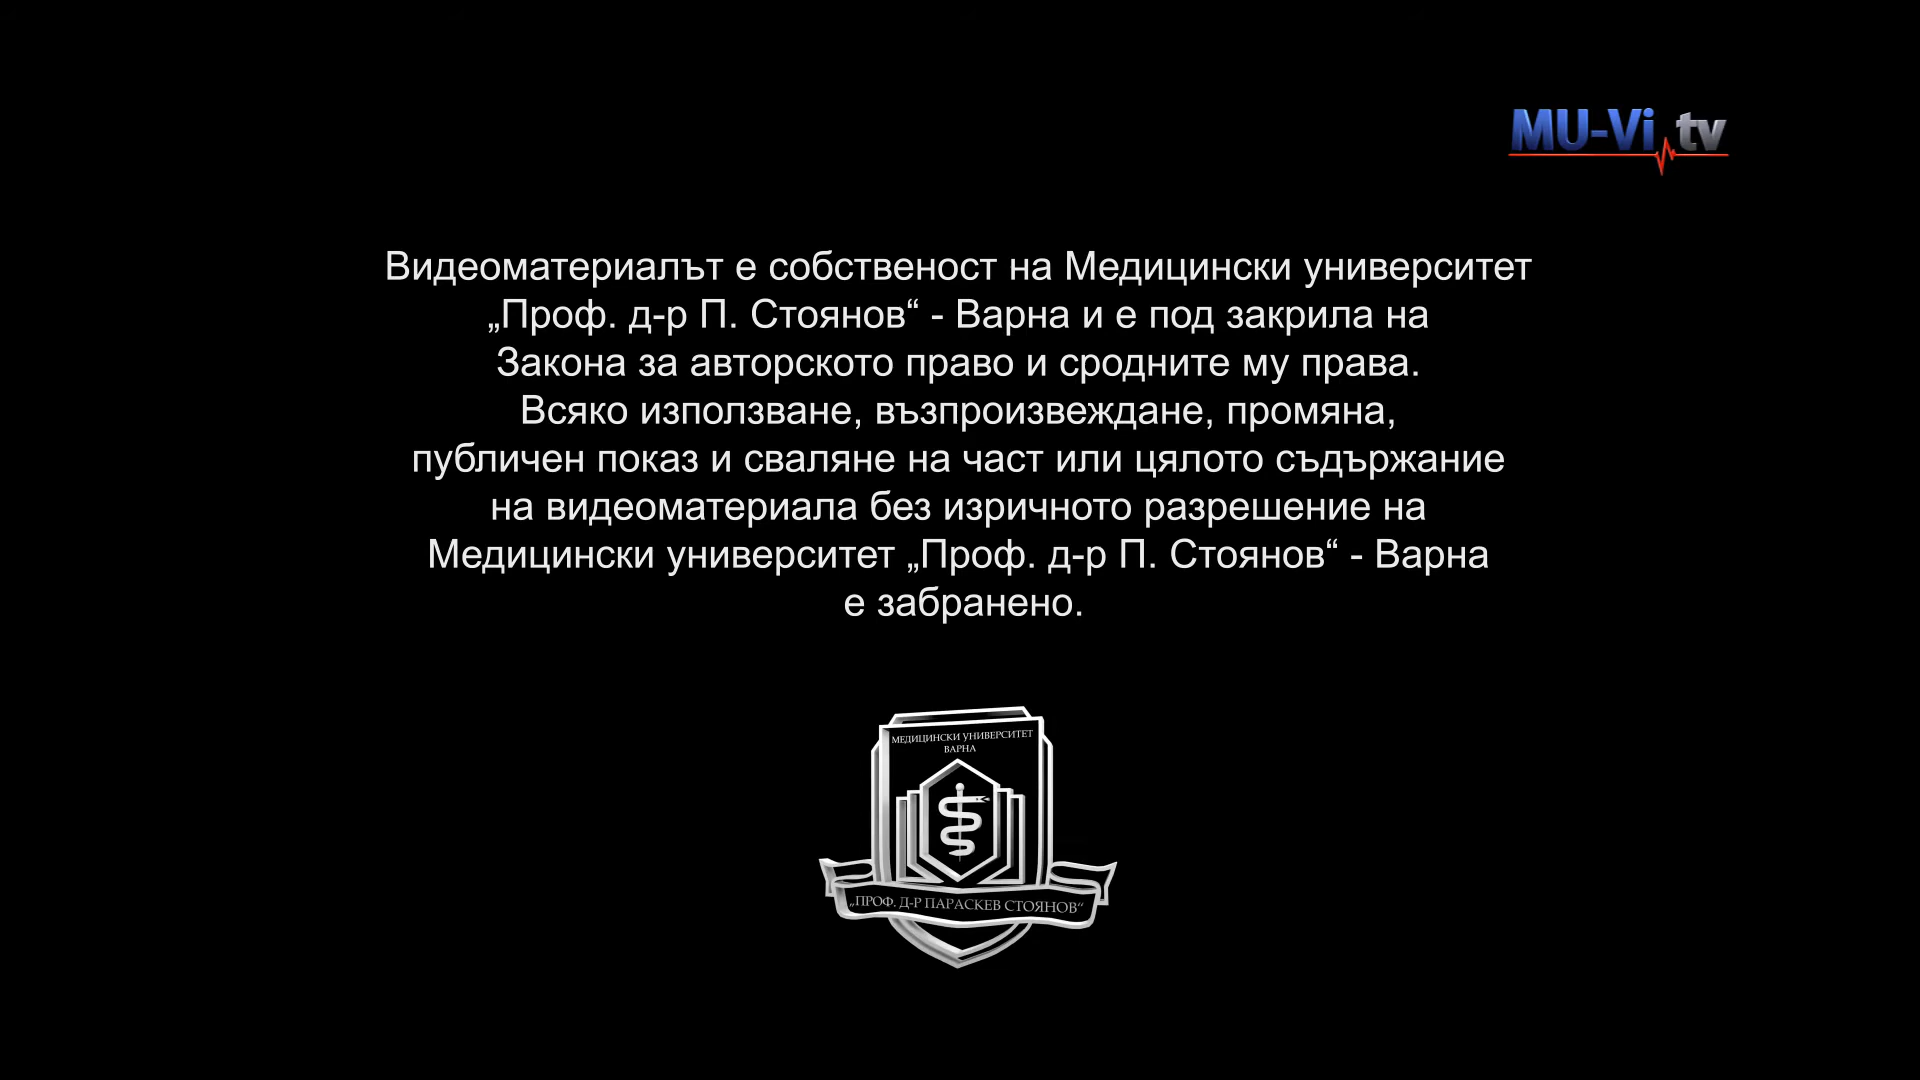 MU-Vi.tv
Видеоматериалът е собственост на Медицински университет
„Проф. д-р П. Стоянов“ - Варна и е под закрила на
Закона за авторското право и сродните му права.
Всяко използване, възпроизвеждане, промяна,
публичен показ и сваляне на част или цялото съдържание
на видеоматериала без изричното разрешение на
Медицински университет „Проф. д-р П. Стоянов“ - Варна
е забранено.
МЕДИЦИНСКИ УНИВЕРСИТЕТ
ВАРНА
„ПРОФ. Д-Р ПАРАСКЕВ СТОЯНОВ“